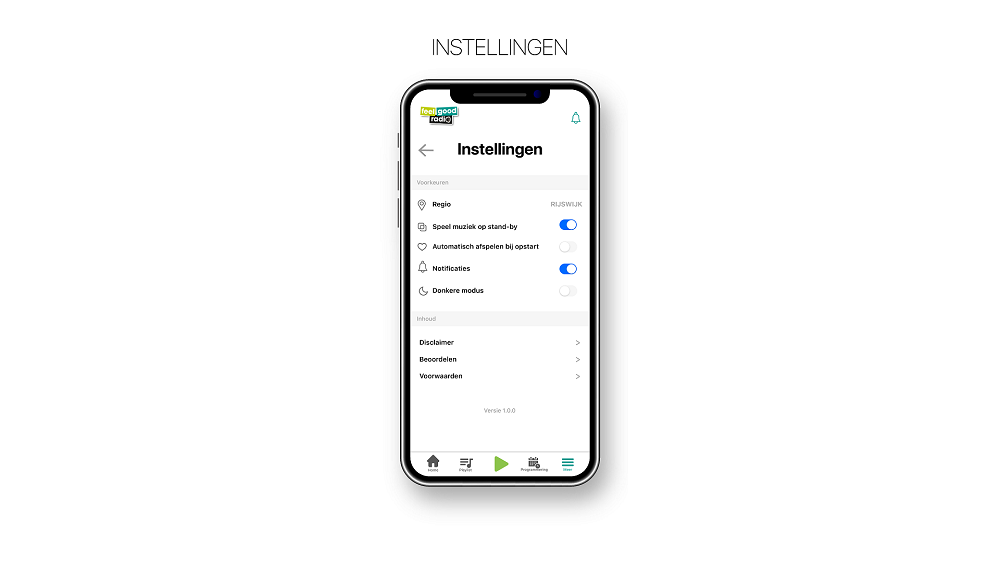 INSTELLINGEN
feel good
radio
Instellingen
Voorkeuren
Regio RIJSWIJK
Speel muziek op stand-by
Automatisch afspelen bij opstart
Notificaties
Donkere modus
Inhoud
Disclaimer >
Beoordelen >
Voorwaarden >
Versie 1.0.0
Home Playlist Programmering Meer